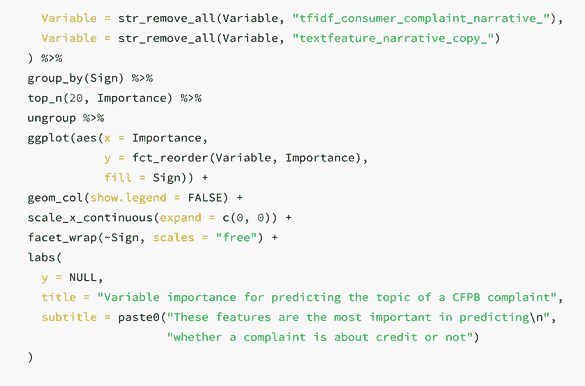 Variable = str_remove_all(Variable, "tfidf_consumer_complaint_narrative_"),
Variable = str_remove_all(Variable, "textfeature_narrative_copy_")
) %>%
group_by(Sign) %>%
top_n(20, Importance) %>%
ungroup %>%
ggplot(aes(x = Importance,
y = fct_reorder(Variable, Importance),
fill = Sign)) +
geom_col(show.legend = FALSE) +
scale_x_continuous(expand = c(0, 0)) +
facet_wrap(~Sign, scales = "free") +
labs(
y = NULL,
title = "Variable importance for predicting the topic of a CFPB complaint",
subtitle = paste0("These features are the most important in predicting\n",
"whether a complaint is about credit or not")
)